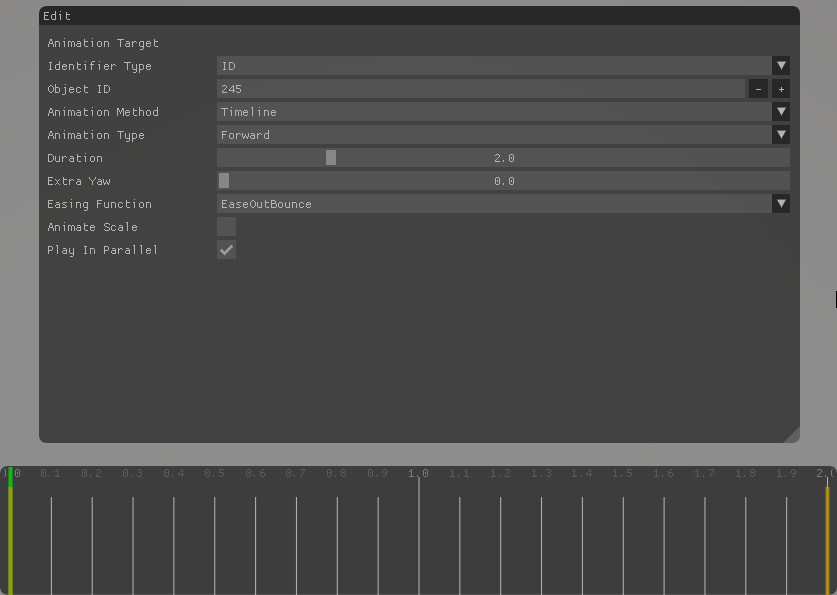 Edit
Animation Target
Identifier Type ID
Object ID 245 - +
Animation Method Timeline
Animation Type Forward
Duration 2.0
Extra Yaw 0.0
Easing Function EaseOutBounce
Animate Scale
Play In Parallel
0 0.1 0.2 0.3 0.4 0.5 0.6 0.7 0.8 0.9 1.0 1.1 1.2 1.3 1.4 1.5 1.6 1.7 1.8 1.9 2.0